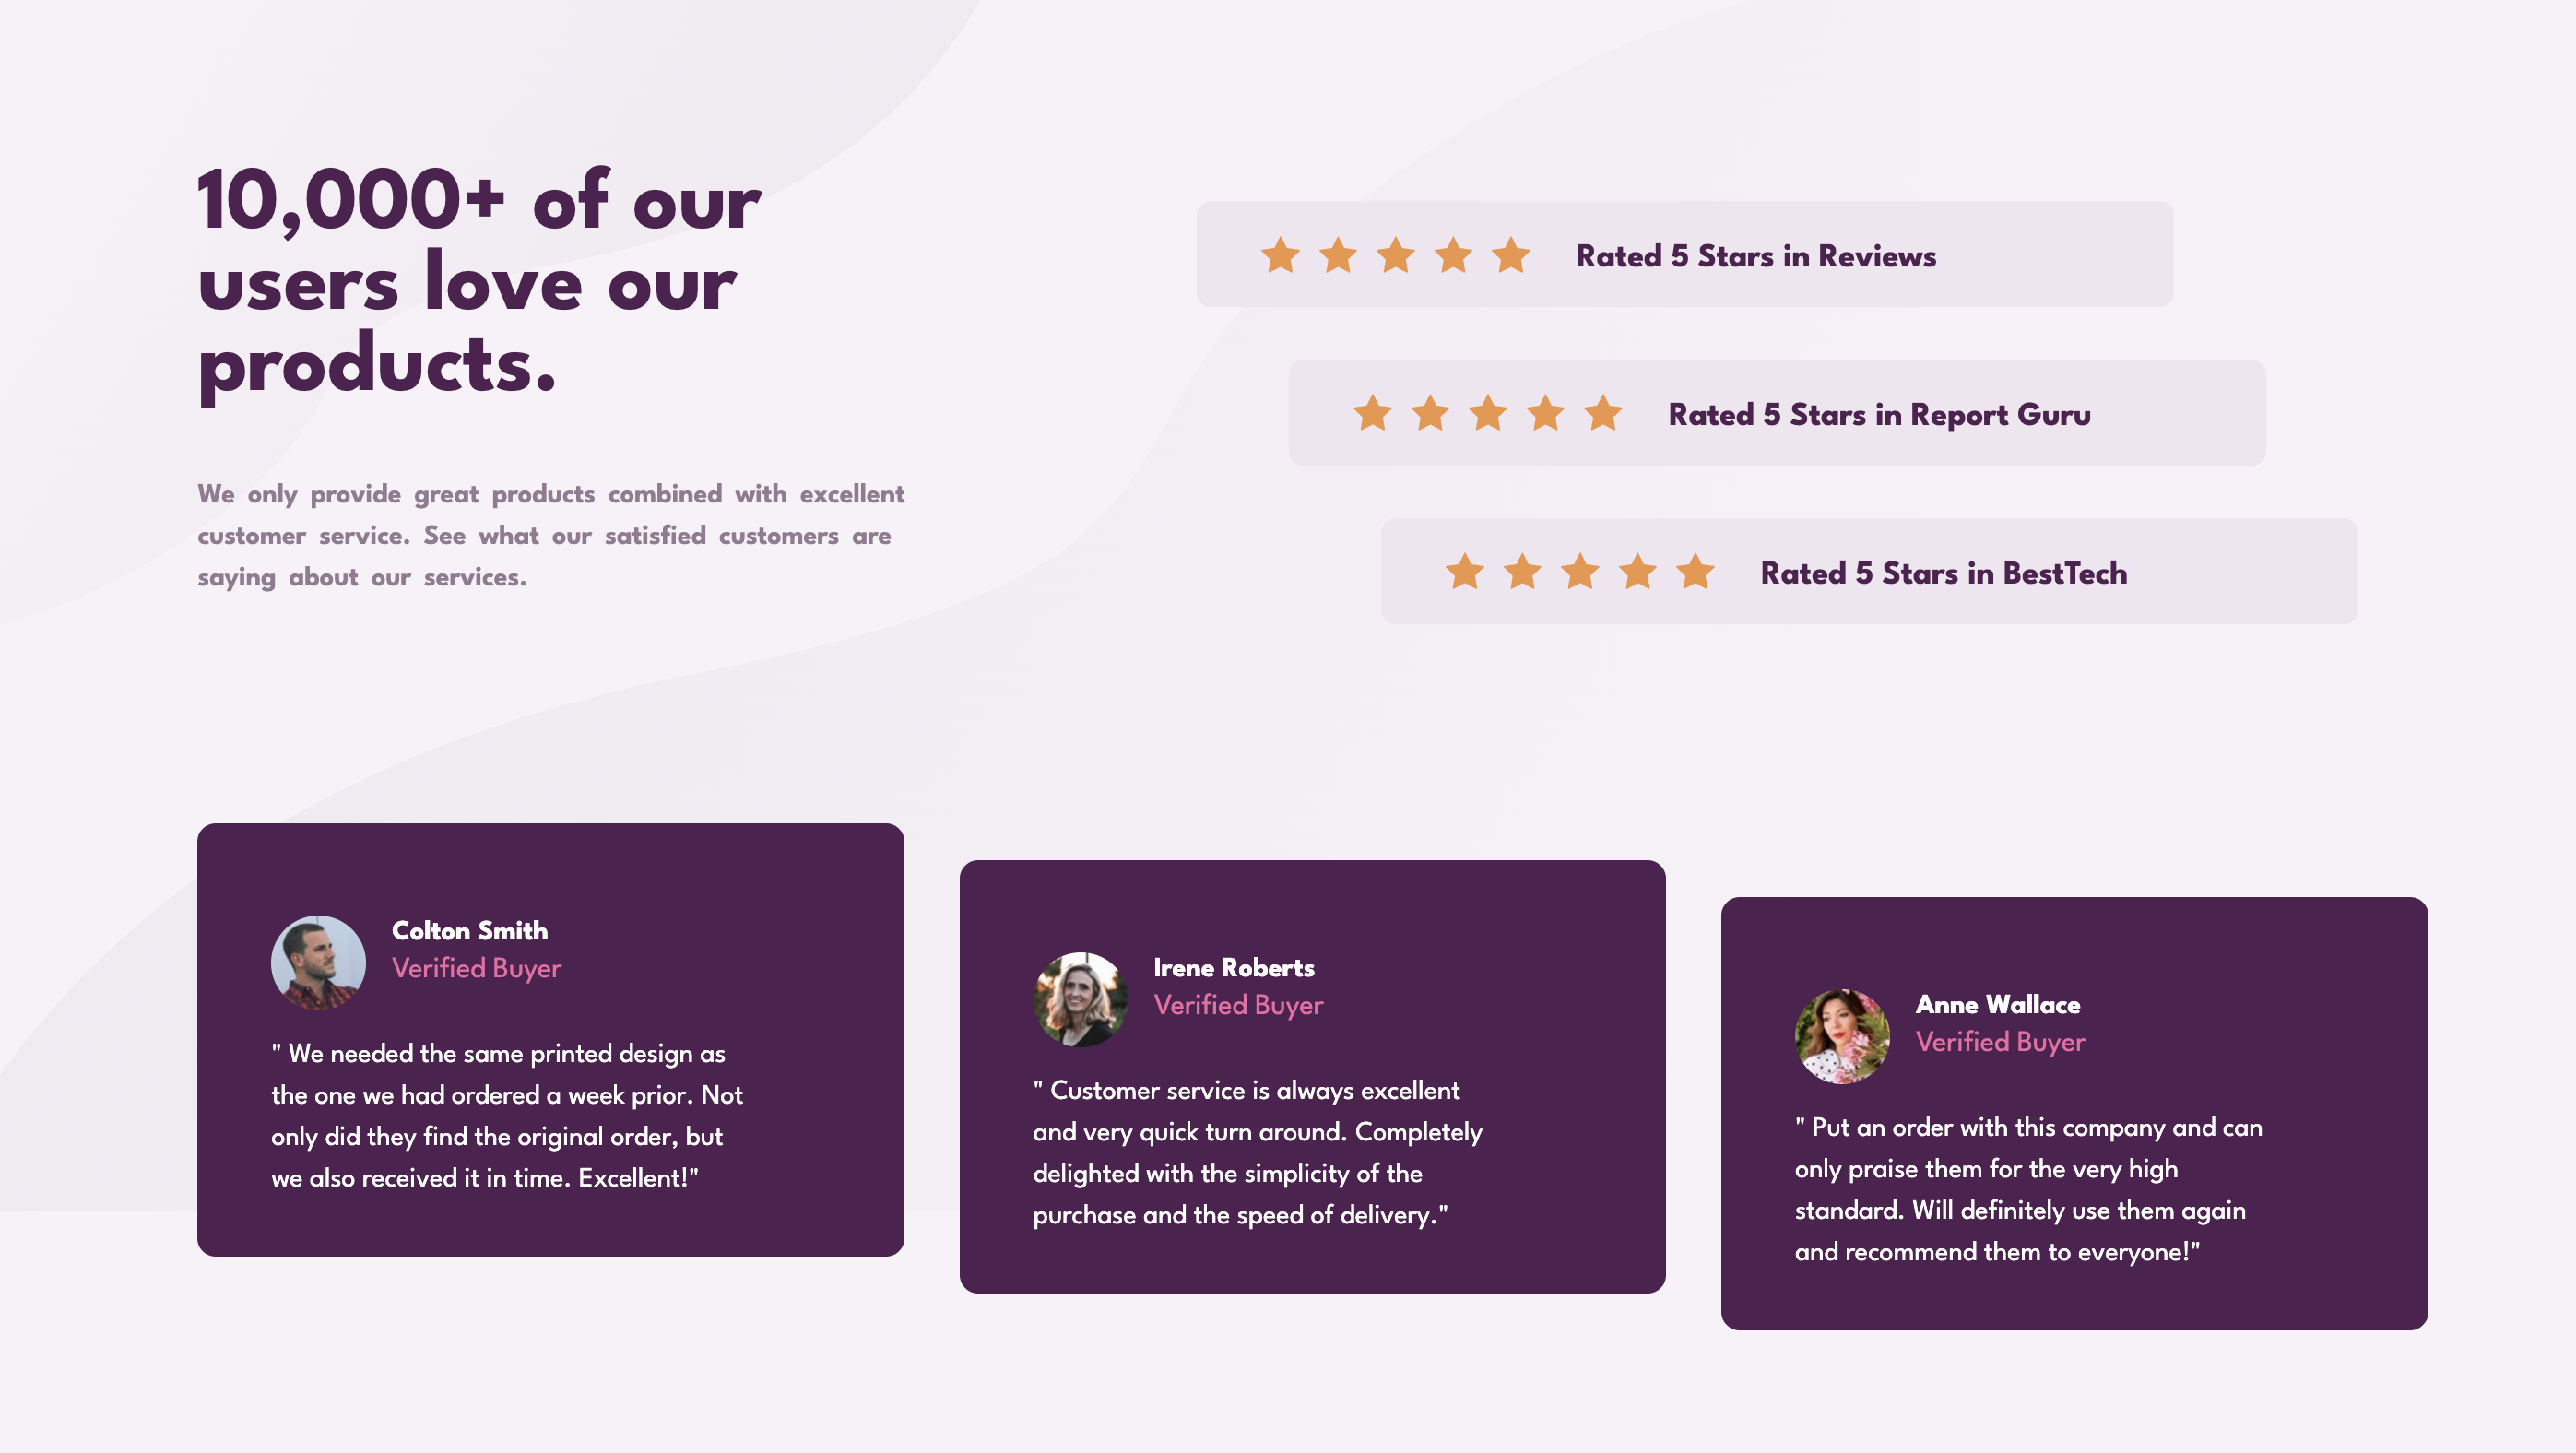 10,000+ of our
users love our
products.
We only provide great products combined with excellent
customer service. See what our satisfied customers are
saying about our services.
Rated 5 Stars in Reviews
Rated 5 Stars in Report Guru
Rated 5 Stars in BestTech
Colton Smith
Verified Buyer
" We needed the same printed design as
the one we had ordered a week prior. Not
only did they find the original order, but
we also received it in time. Excellent!"
Irene Roberts
Verified Buyer
" Customer service is always excellent
and very quick turn around. Completely
delighted with the simplicity of the
purchase and the speed of delivery."
Anne Wallace
Verified Buyer
" Put an order with this company and can
only praise them for the very high
standard. Will definitely use them again
and recommend them to everyone!"